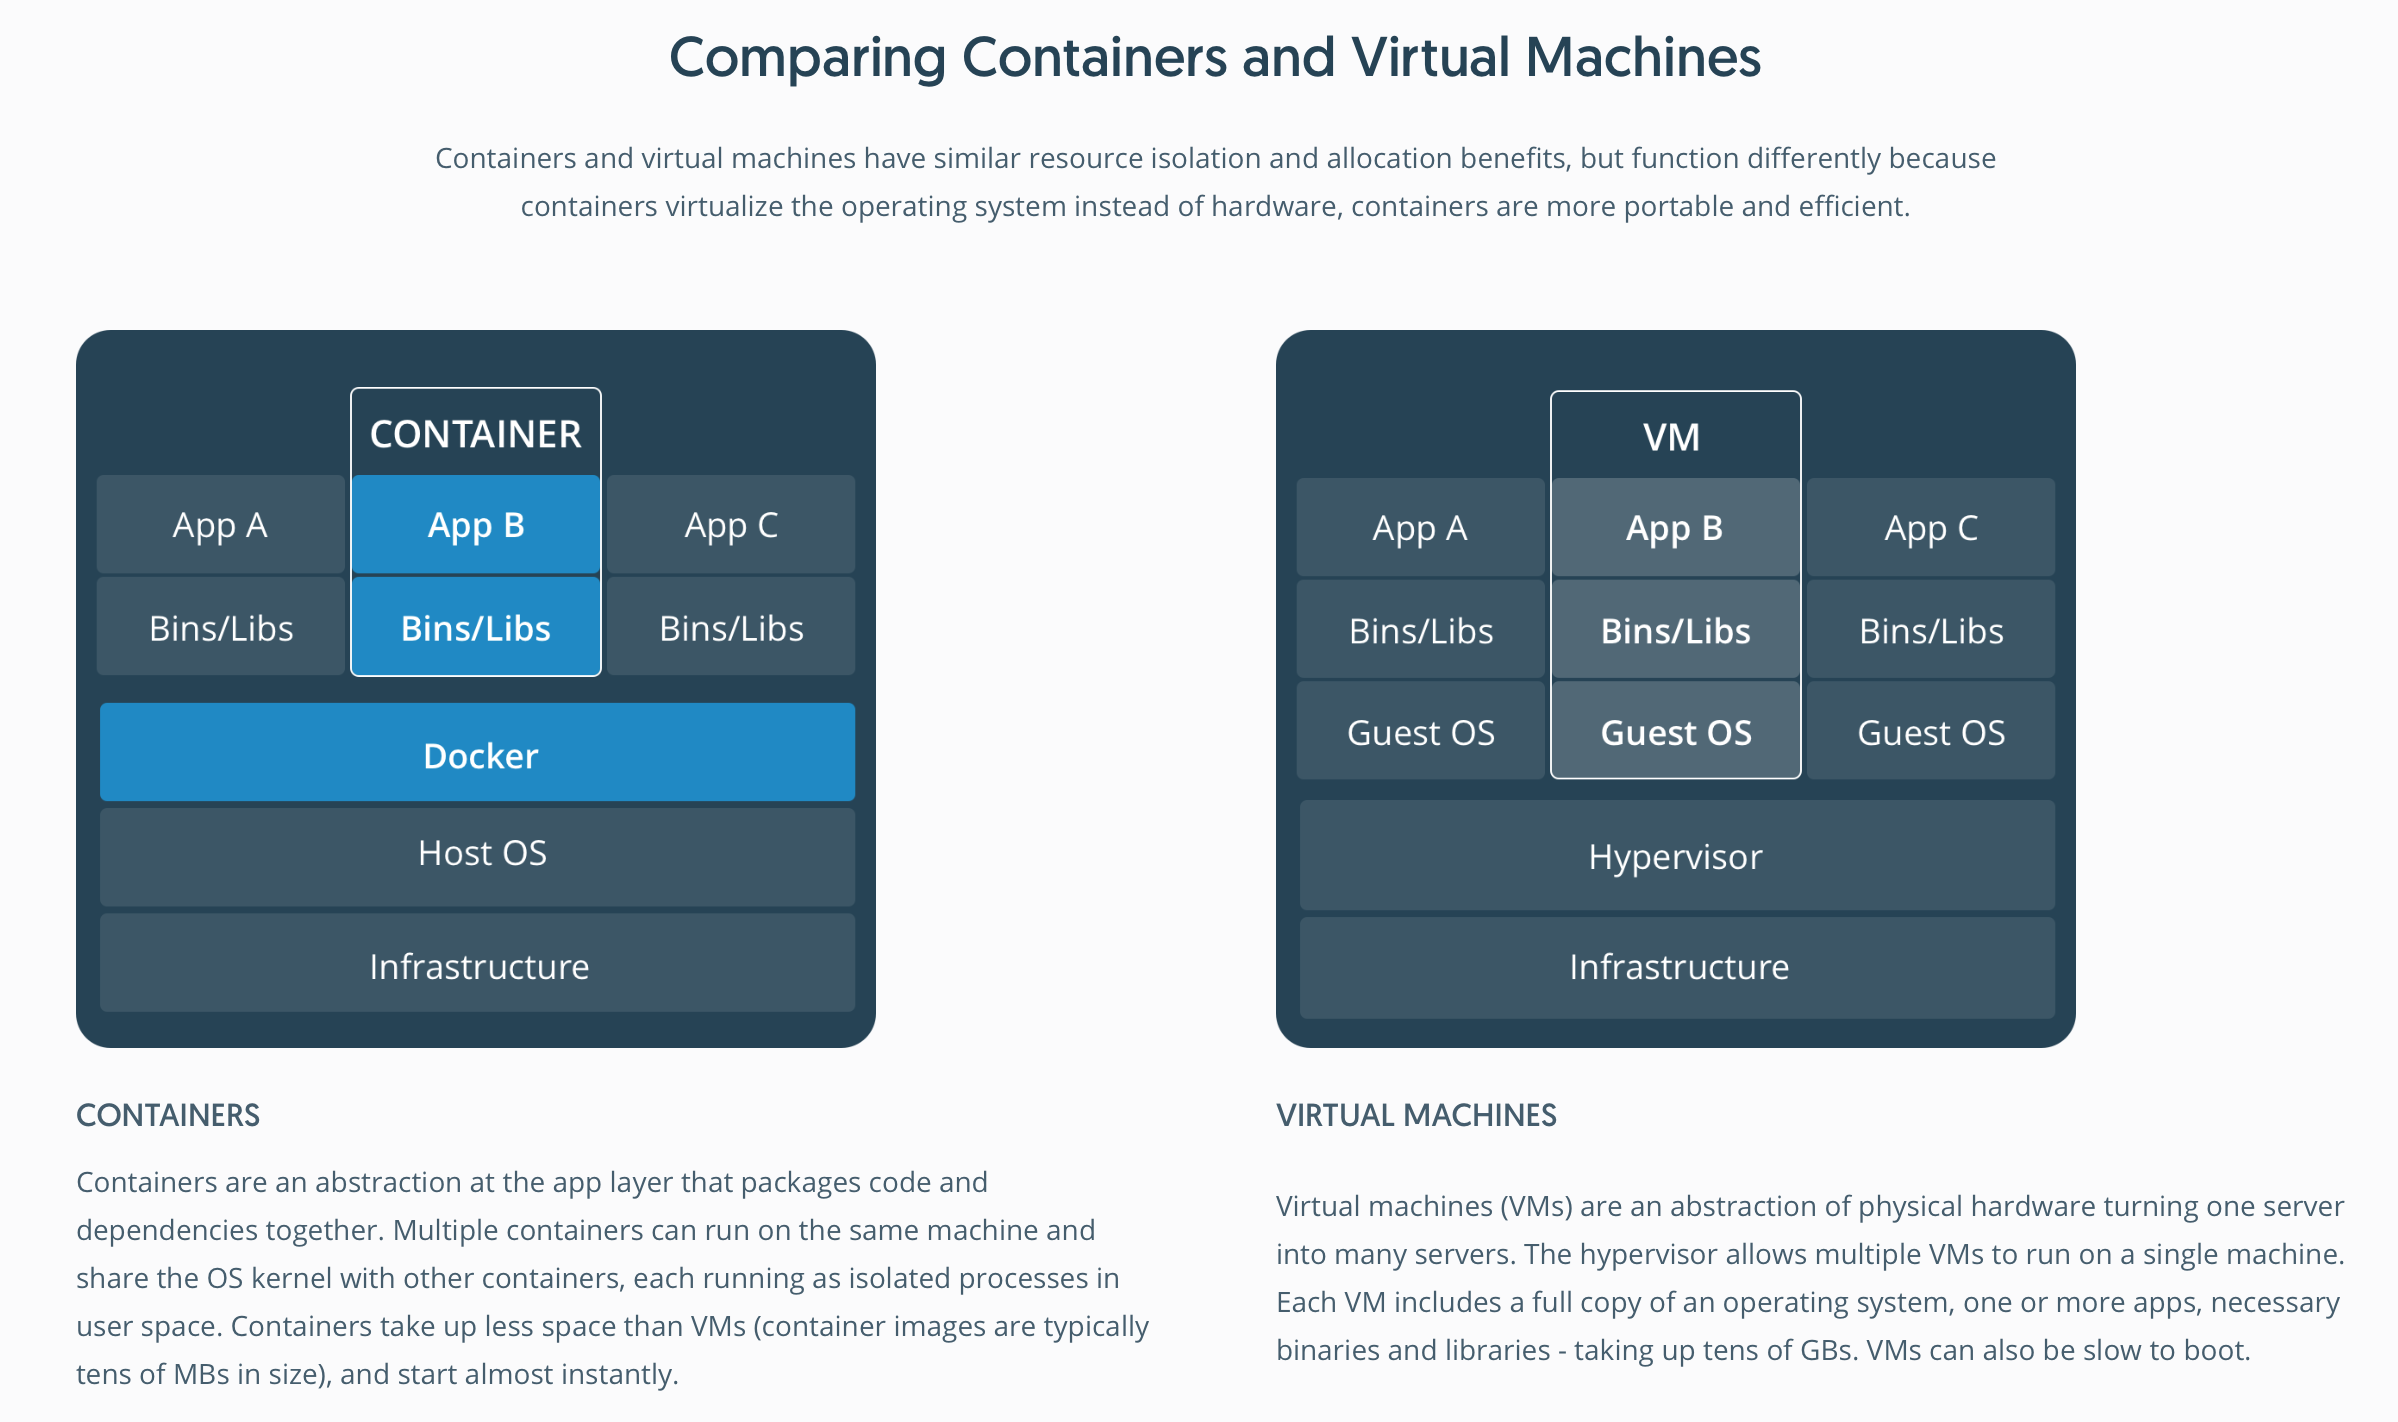 Comparing Containers and Virtual Machines
Containers and virtual machines have similar resource isolation and allocation benefits, but function differently because
containers virtualize the operating system instead of hardware, containers are more portable and efficient.
CONTAINER
App A
App B
App C
Bins/Libs
Bins/Libs
Bins/Libs
Docker
Host OS
Infrastructure
VM
App A
App B
App C
Bins/Libs
Bins/Libs
Bins/Libs
Guest OS
Guest OS
Guest OS
Hypervisor
Infrastructure
CONTAINERS
Containers are an abstraction at the app layer that packages code and
dependencies together. Multiple containers can run on the same machine and
share the OS kernel with other containers, each running as isolated processes in
user space. Containers take up less space than VMs (container images are typically
tens of MBs in size), and start almost instantly.
VIRTUAL MACHINES
Virtual machines (VMs) are an abstraction of physical hardware turning one server
into many servers. The hypervisor allows multiple VMs to run on a single machine.
Each VM includes a full copy of an operating system, one or more apps, necessary
binaries and libraries - taking up tens of GBs. VMs can also be slow to boot.